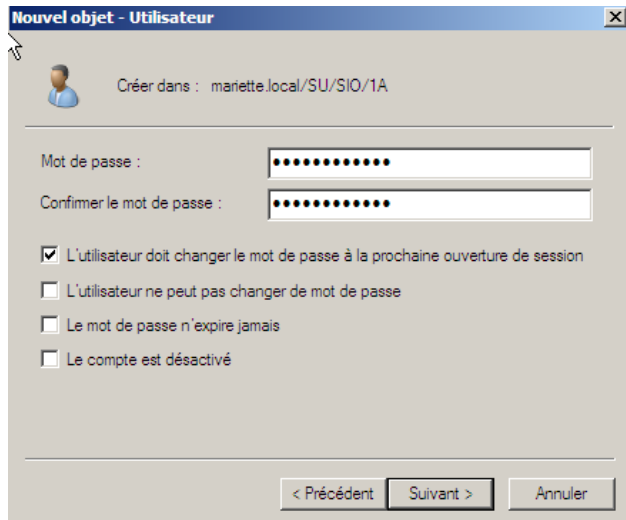 Nouvel objet - Utilisateur
Créer dans : mariette.local/SU/SIO/1A
Mot de passe : ••••••••••••
Confirmer le mot de passe : ••••••••••••
L'utilisateur doit changer le mot de passe à la prochaine ouverture de session
L'utilisateur ne peut pas changer de mot de passe
Le mot de passe n'expire jamais
Le compte est désactivé
< Précédent Suivant > Annuler